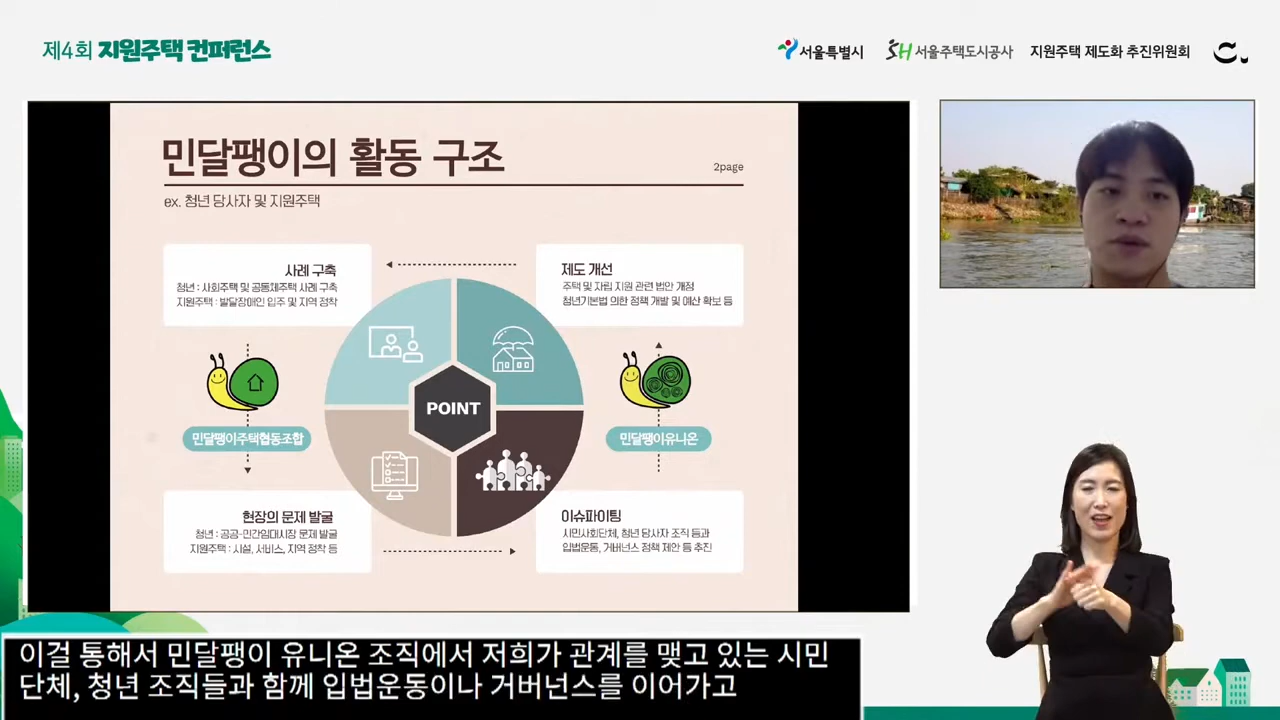 제4회 지원주택 컨퍼런스
서울특별시
SH 서울주택도시공사
지원주택 제도화 추진위원회
민달팽이의 활동 구조
2page
ex. 청년 당사자 및 지원주택
사례 구축
청년 : 사회주택 및 공동체주택 사례 구축
지원주택 : 발달장애인 입주 및 지역 정착
제도 개선
주택 및 자립 지원 관련 법안 개정
청년기본법 의한 정책 개발 및 예산 확보 등
POINT
민달팽이주택협동조합
민달팽이유니온
현장의 문제 발굴
청년 : 공공-민간임대시장 문제 발굴
지원주택 : 시설, 서비스, 지역 정착 등
이슈파이팅
시민사회단체, 청년 당사자 조직 등과
입법운동, 거버넌스 정책 제안 등 추진
이걸 통해서 민달팽이 유니온 조직에서 저희가 관계를 맺고 있는 시민
단체, 청년 조직들과 함께 입법운동이나 거버넌스를 이어가고